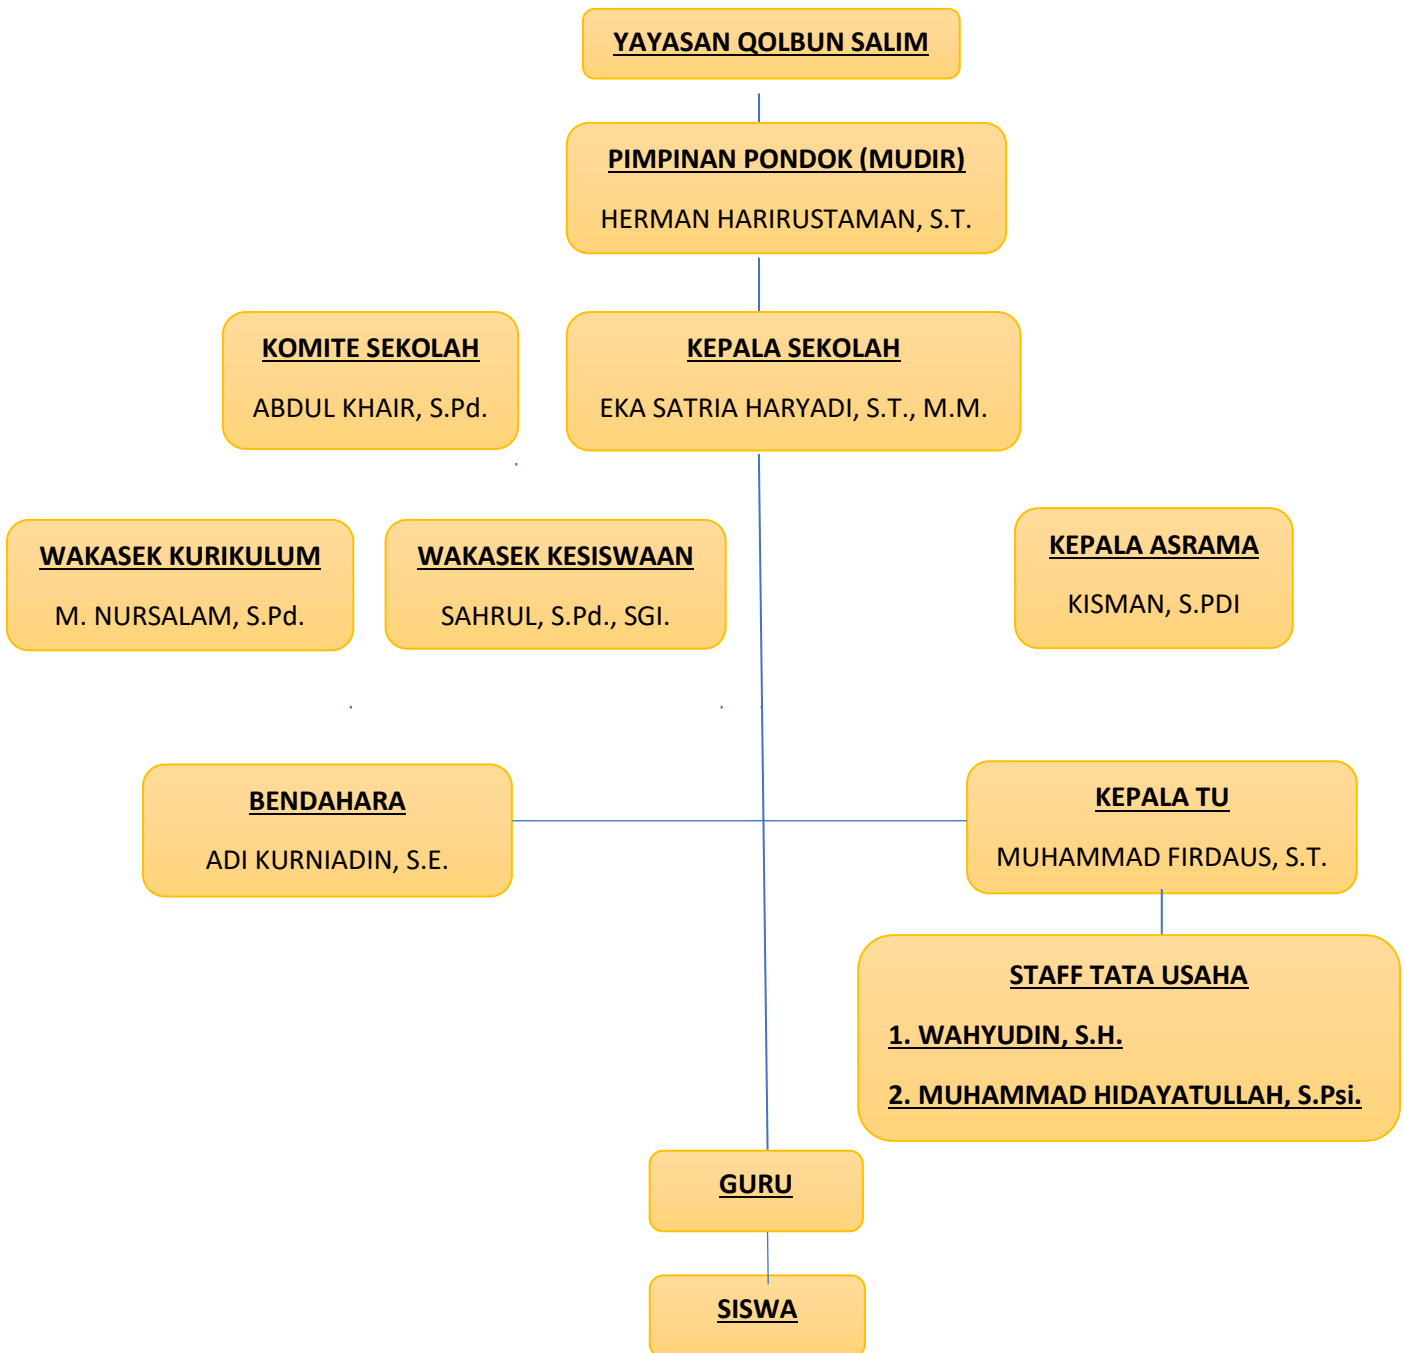 YAYASAN QOLBUN SALIM
PIMPINAN PONDOK (MUDIR)
HERMAN HARIRUSTAMAN, S.T.
KOMITE SEKOLAH
ABDUL KHAIR, S.Pd.
KEPALA SEKOLAH
EKA SATRIA HARYADI, S.T., M.M.
WAKASEK KURIKULUM
M. NURSALAM, S.Pd.
WAKASEK KESISWAAN
SAHRUL, S.Pd., SGI.
KEPALA ASRAMA
KISMAN, S.PDI
BENDAHARA
ADI KURNIADIN, S.E.
KEPALA TU
MUHAMMAD FIRDAUS, S.T.
STAFF TATA USAHA
1. WAHYUDIN, S.H.
2. MUHAMMAD HIDAYATULLAH, S.Psi.
GURU
SISWA